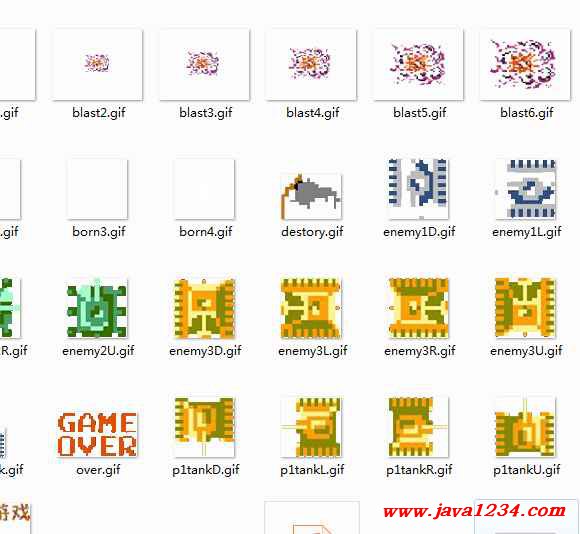 .gif blast2.gif blast3.gif blast4.gif blast5.gif blast6.gif
.gif born3.gif born4.gif destory.gif enemy1D.gif enemy1L.gif
R.gif enemy2U.gif enemy3D.gif enemy3L.gif enemy3R.gif enemy3U.gif
GAME
OVER
k.gif over.gif p1tankD.gif p1tankL.gif p1tankR.gif p1tankU.gif
游戏
www.java1234.com